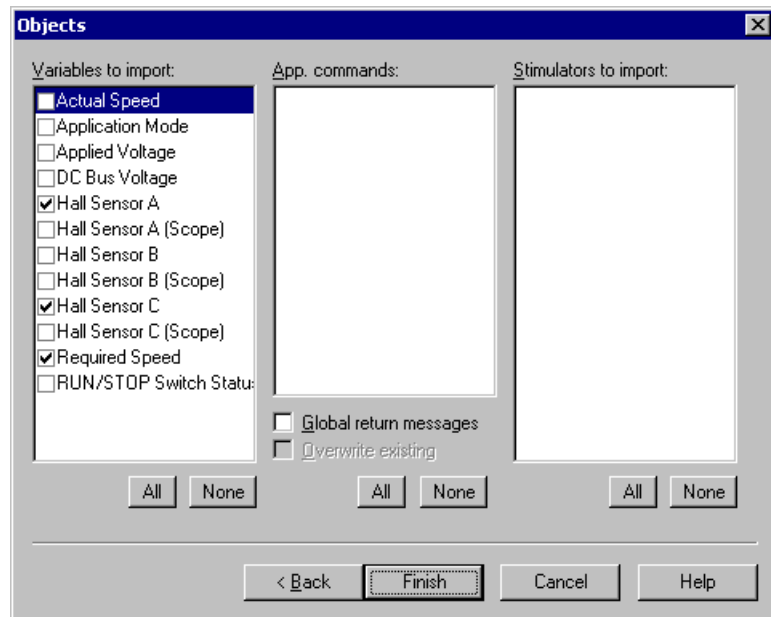 Objects
Variables to import:
Actual Speed
Application Mode
Applied Voltage
DC Bus Voltage
Hall Sensor A
Hall Sensor A (Scope)
Hall Sensor B
Hall Sensor B (Scope)
Hall Sensor C
Hall Sensor C (Scope)
Required Speed
RUN/STOP Switch Statu
All None
App. commands:
Global return messages
Overwrite existing
All None
Stimulators to import:
All None
< Back Finish Cancel Help